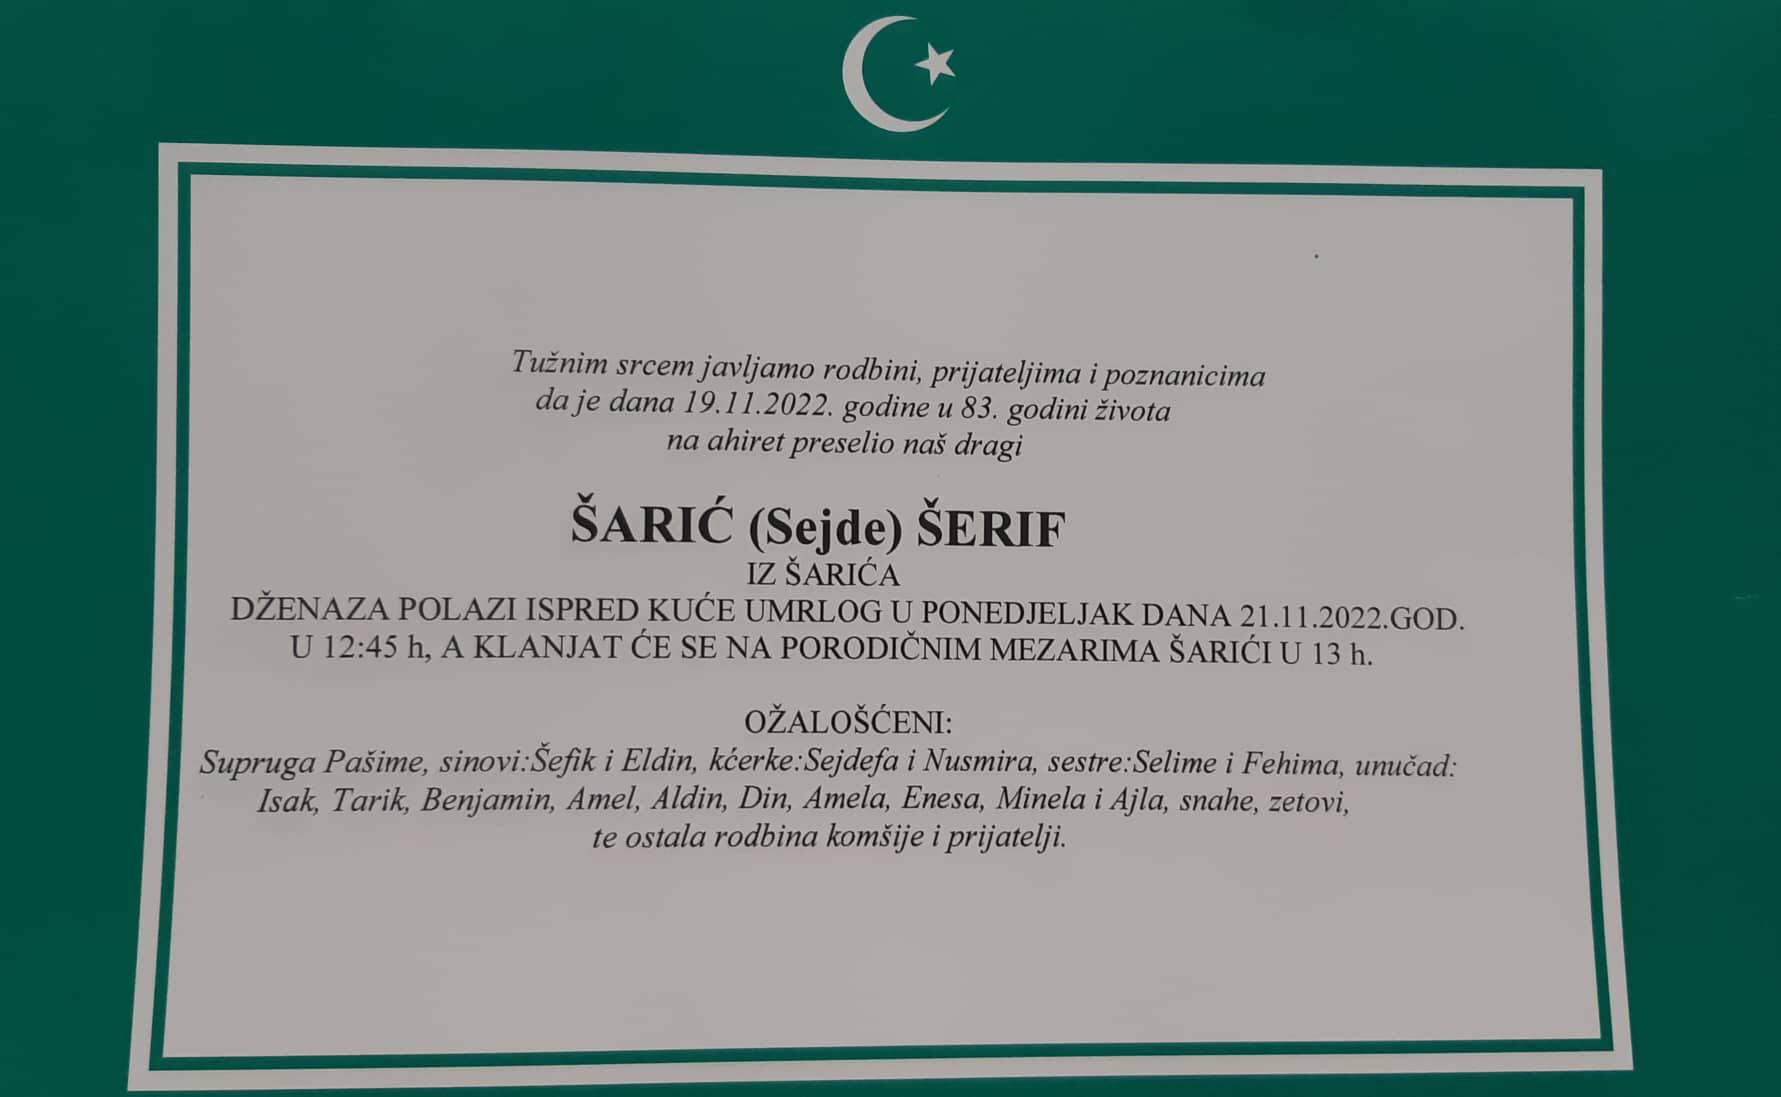 Tužnim srcem javljamo rodbini, prijateljima i poznanicima
da je dana 19.11.2022. godine u 83. godini života
na ahiret preselio naš dragi
ŠARIĆ (Sejde) ŠERIF
IZ ŠARIĆA
DŽENAZA POLAZI ISPRED KUĆE UMRLOG U PONEDJELJAK DANA 21.11.2022.GOD.
U 12:45 h, A KLANJAT ĆE SE NA PORODIČNIM MEZARIMA ŠARIĆI U 13 h.
OŽALOŠĆENI:
Supruga Pašime, sinovi:Šefik i Eldin, kćerke:Sejdefa i Nusmira, sestre:Selime i Fehima, unučad:
Isak, Tarik, Benjamin, Amel, Aldin, Din, Amela, Enesa, Minela i Ajla, snahe, zetovi,
te ostala rodbina komšije i prijatelji.